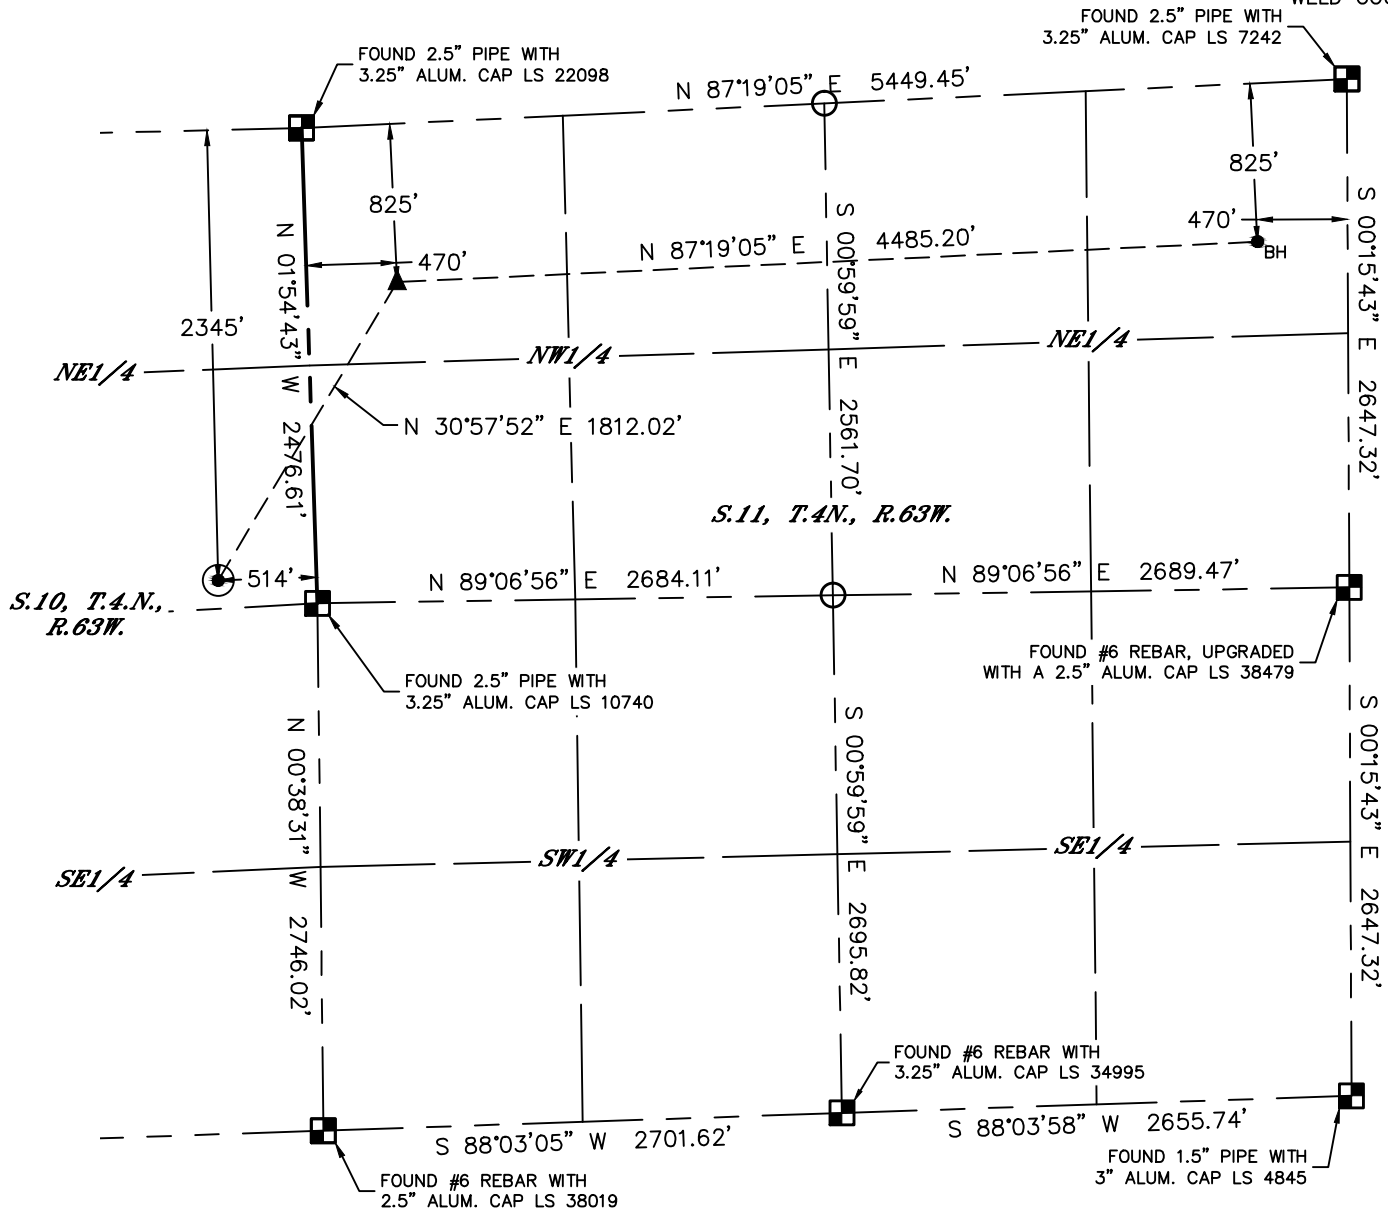 WELD COU
FOUND 2.5" PIPE WITH
3.25" ALUM. CAP LS 7242
FOUND 2.5" PIPE WITH
3.25" ALUM. CAP LS 22098
N 87°19'05" E 5449.45'
825'
825'
470'
N 87°19'05" E 4485.20'
470'
BH
2345'
N 01°54'43" W 2476.61'
S 00°59'59" E 2561.70'
S 00°15'43" E 2647.32'
NE1/4
NW1/4
NE1/4
N 30°57'52" E 1812.02'
S.11, T.4N., R.63W.
514'
N 89°06'56" E 2684.11'
N 89°06'56" E 2689.47'
S.10, T.4.N.,
R.63W.
FOUND #6 REBAR, UPGRADED
WITH A 2.5" ALUM. CAP LS 38479
FOUND 2.5" PIPE WITH
3.25" ALUM. CAP LS 10740
N 00°38'31" W 2746.02'
S 00°59'59" E 2695.82'
S 00°15'43" E 2647.32'
SE1/4
SW1/4
SE1/4
FOUND #6 REBAR WITH
3.25" ALUM. CAP LS 34995
S 88°03'05" W 2701.62'
S 88°03'58" W 2655.74'
FOUND 1.5" PIPE WITH
3" ALUM. CAP LS 4845
FOUND #6 REBAR WITH
2.5" ALUM. CAP LS 38019